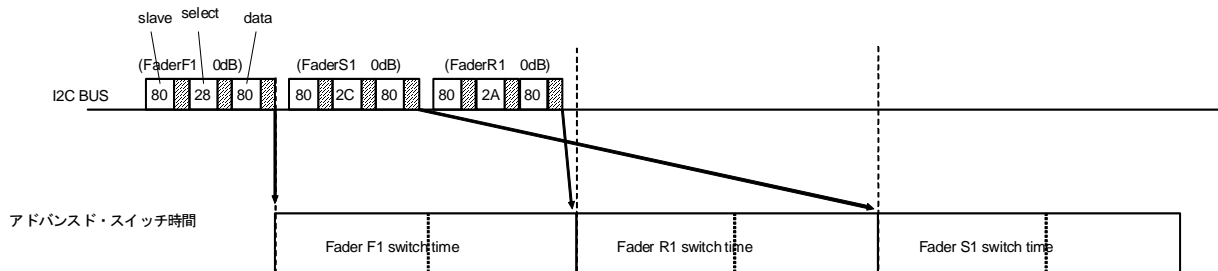 slave select data
(FaderF1 0dB) (FaderS1 0dB) (FaderR1 0dB)
I2C BUS 80 28 80 80 2C 80 80 2A 80
アドバンスド・スイッチ時間
Fader F1 switch time Fader R1 switch time Fader S1 switch time